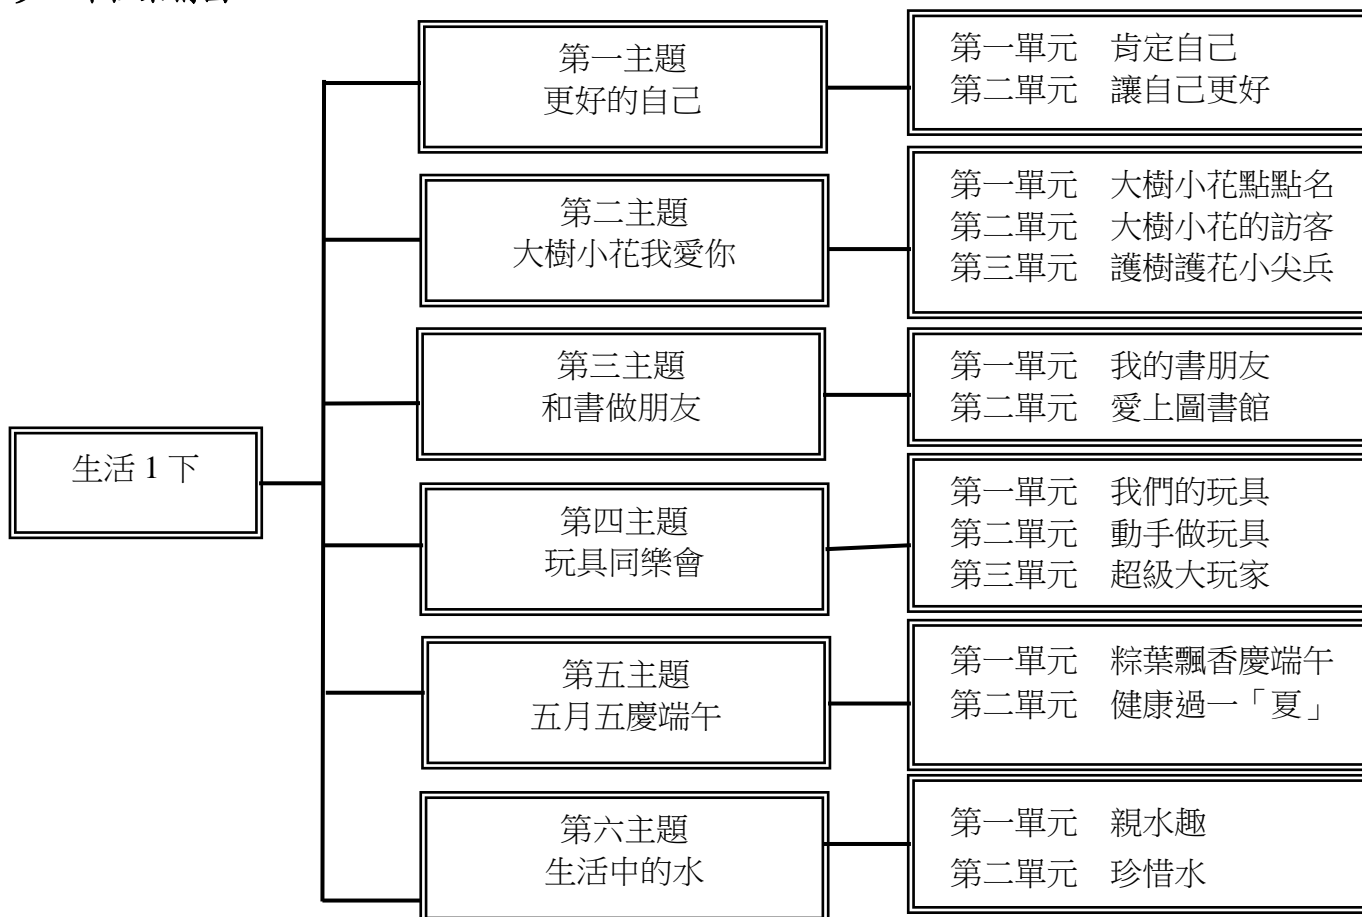 第一主題
更好的自己
第一單元　肯定自己
第二單元　讓自己更好
第二主題
大樹小花我愛你
第一單元　大樹小花點點名
第二單元　大樹小花的訪客
第三單元　護樹護花小尖兵
第三主題
和書做朋友
第一單元　我的書朋友
第二單元　愛上圖書館
生活 1 下
第四主題
玩具同樂會
第一單元　我們的玩具
第二單元　動手做玩具
第三單元　超級大玩家
第五主題
五月五慶端午
第一單元　粽葉飄香慶端午
第二單元　健康過一「夏」
第六主題
生活中的水
第一單元　親水趣
第二單元　珍惜水